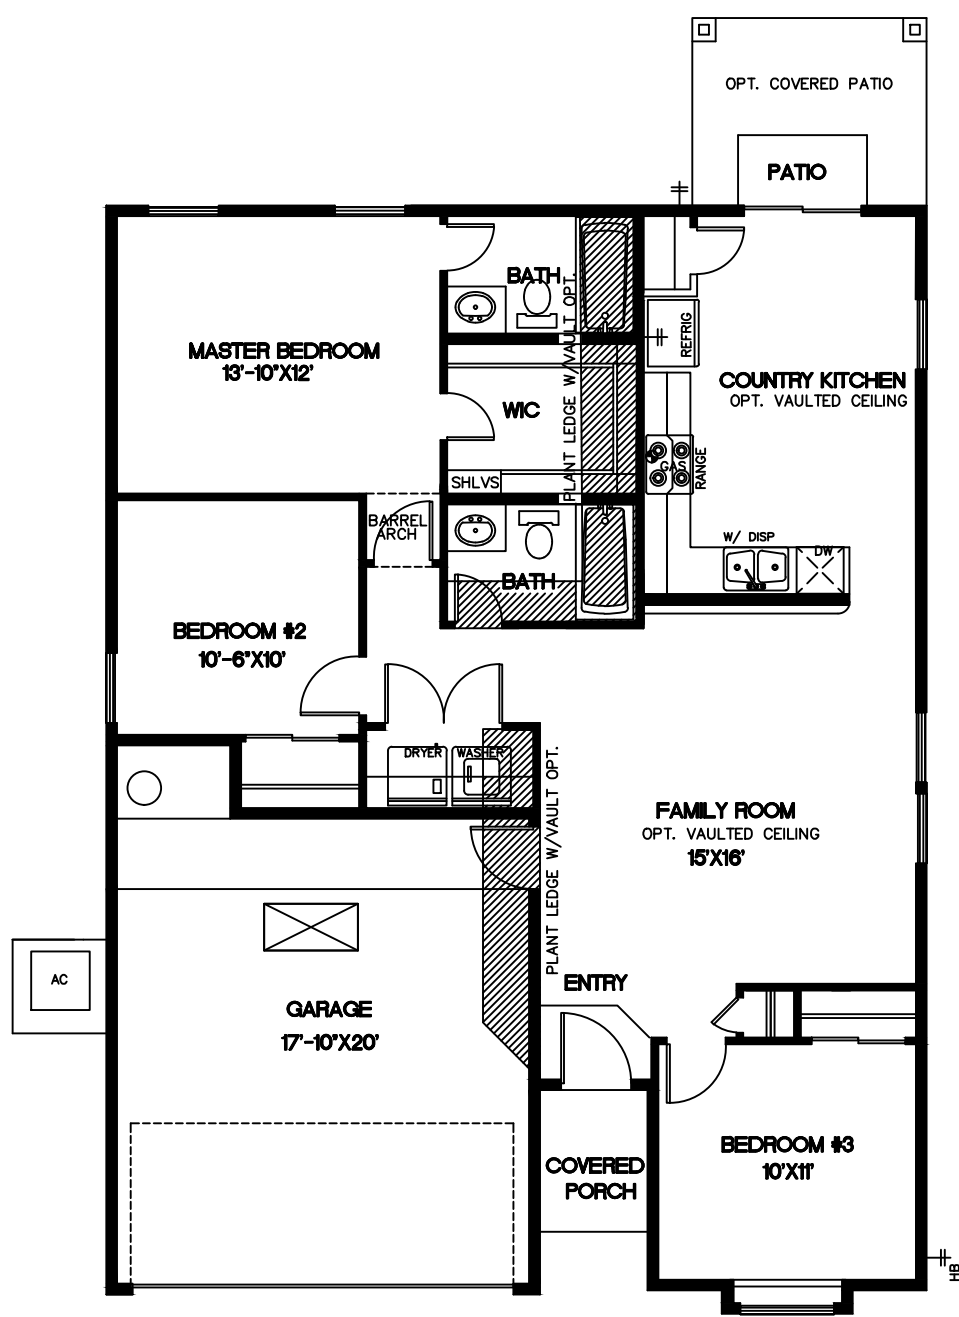 OPT. COVERED PATIO
PATIO
BATH
PLANT LEDGE W/VAULT OPT.
REFRIG
MASTER BEDROOM
13'-10"X12'
COUNTRY KITCHEN
OPT. VAULTED CEILING
WIC
GAS
RANGE
SHLVS
BARREL
ARCH
W/ DISP
DW
BATH
BEDROOM #2
10'-6"X10'
DRYER
WASHER
PLANT LEDGE W/VAULT OPT.
FAMILY ROOM
OPT. VAULTED CEILING
15'X16'
AC
ENTRY
GARAGE
17'-10"X20'
BEDROOM #3
10'X11'
COVERED
PORCH
HB